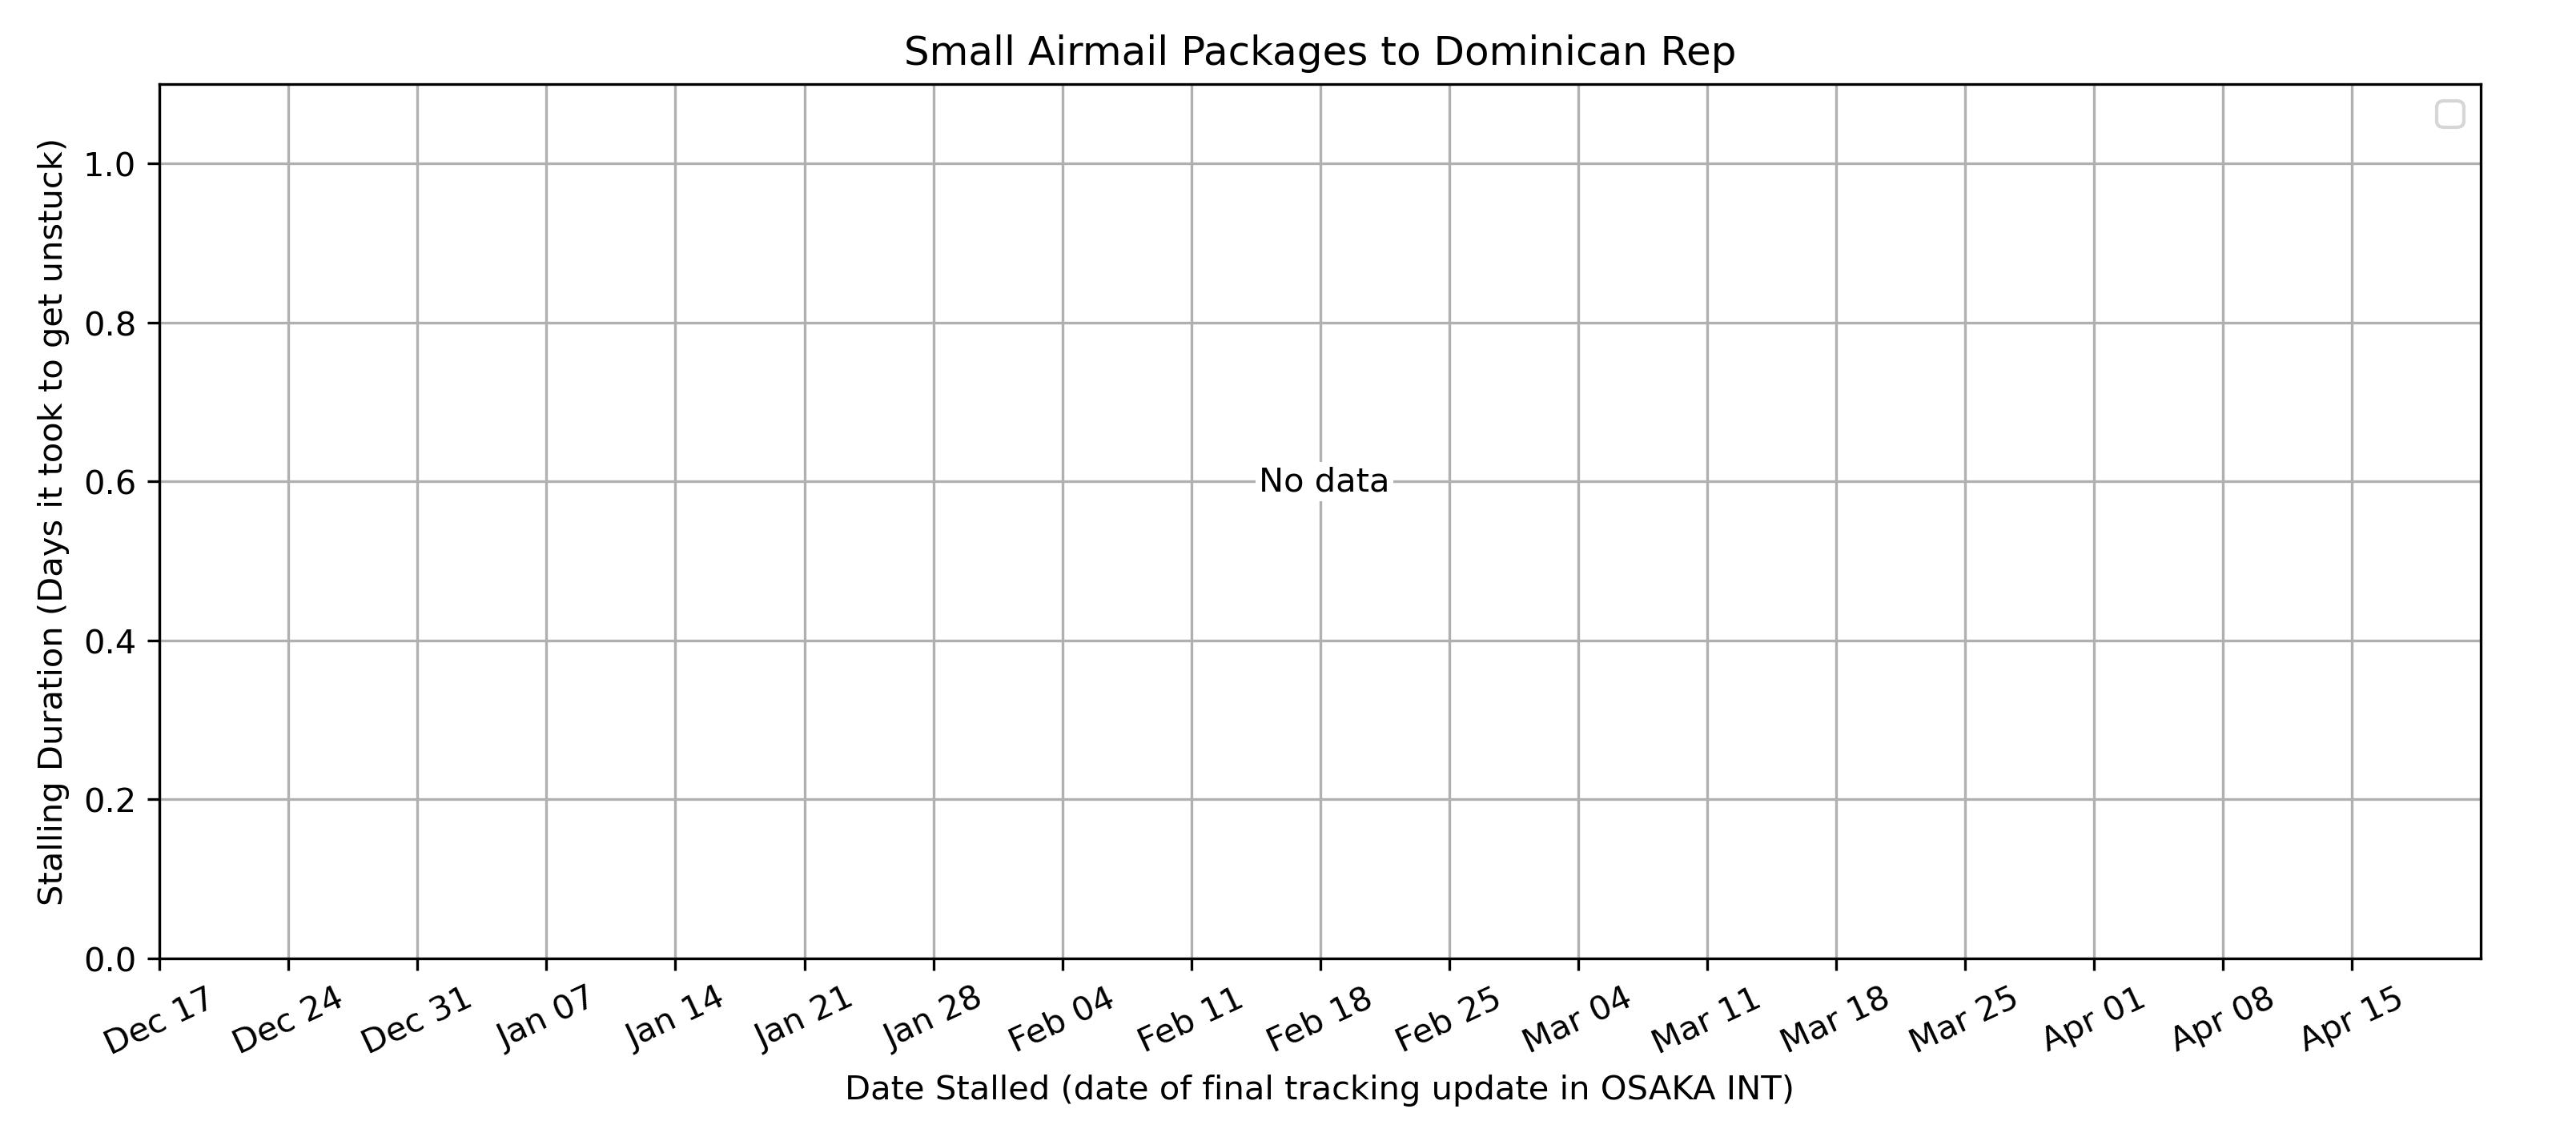 Small Airmail Packages to Dominican Rep
Stalling Duration (Days it took to get unstuck)
1.0
0.8
0.6
0.4
0.2
0.0
No data
Dec 17
Dec 24
Dec 31
Jan 07
Jan 14
Jan 21
Jan 28
Feb 04
Feb 11
Feb 18
Feb 25
Mar 04
Mar 11
Mar 18
Mar 25
Apr 01
Apr 08
Apr 15
Date Stalled (date of final tracking update in OSAKA INT)